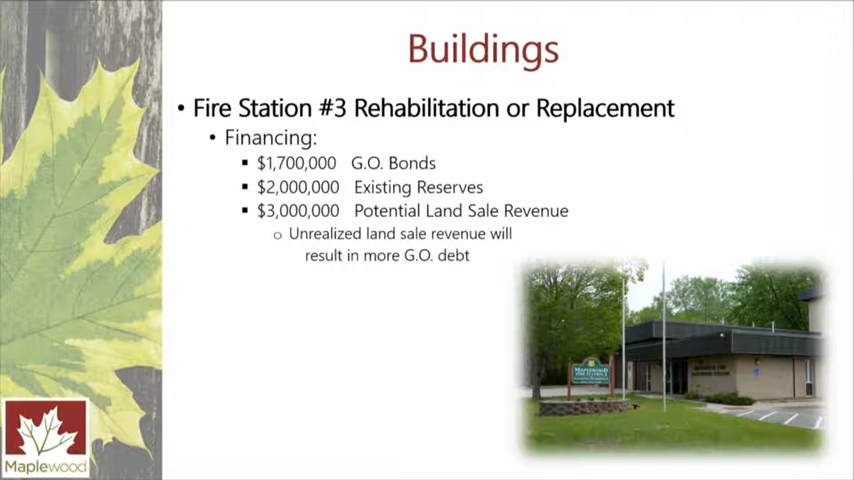 Buildings
• Fire Station #3 Rehabilitation or Replacement
• Financing:
▪ $1,700,000 G.O. Bonds
▪ $2,000,000 Existing Reserves
▪ $3,000,000 Potential Land Sale Revenue
o Unrealized land sale revenue will
result in more G.O. debt
MAPLEWOOD
Maplewood